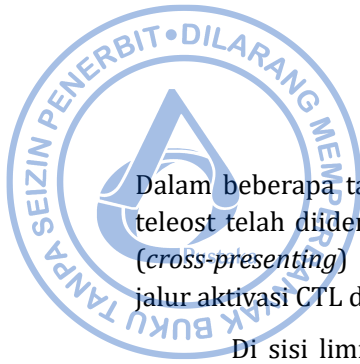 PENERBIT • DILARANG MEMPERBANYAK BUKU TANPA SEIZIN
Dalam beberapa ta
teleost telah diiden
(cross-presenting)
jalur aktivasi CTL d
Di sisi lim